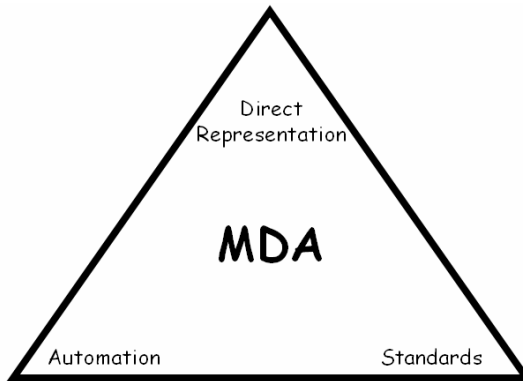 Direct
Representation
MDA
Automation
Standards